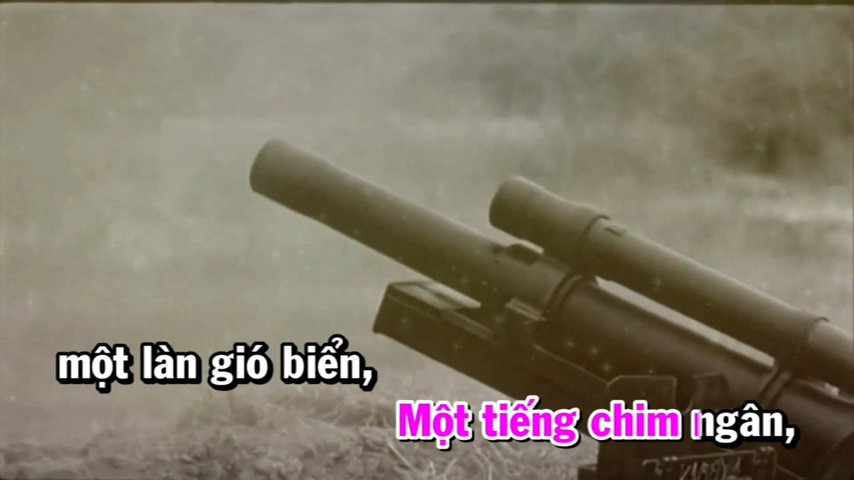 một làn gió biển,
Một tiếng chim ngân,